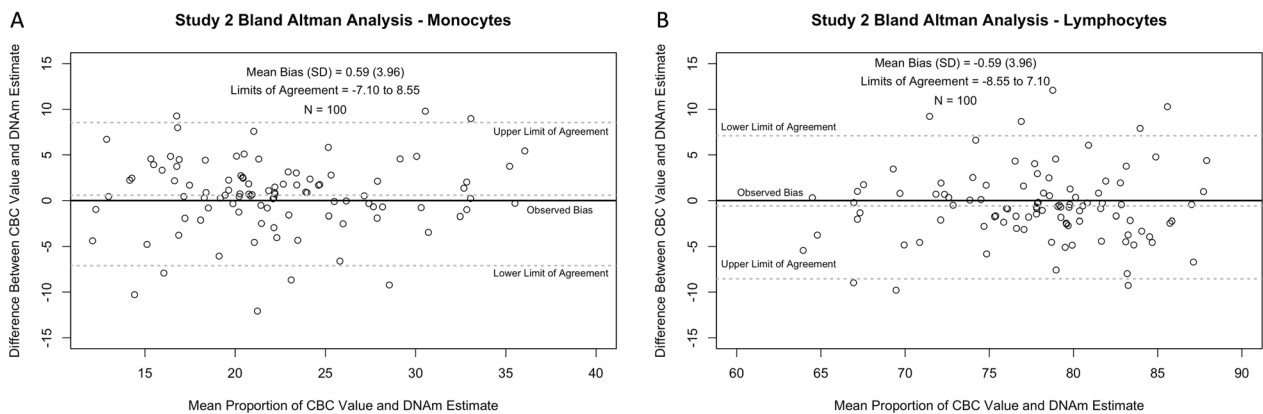 A
Study 2 Bland Altman Analysis - Monocytes
Difference Between CBC Value and DNAm Estimate
15
10
5
0
-5
-10
-15
Mean Bias (SD) = 0.59 (3.96)
Limits of Agreement = -7.10 to 8.55
N = 100
Upper Limit of Agreement
Observed Bias
Lower Limit of Agreement
15 20 25 30 35 40
Mean Proportion of CBC Value and DNAm Estimate
B
Study 2 Bland Altman Analysis - Lymphocytes
Difference Between CBC Value and DNAm Estimate
15
10
5
0
-5
-10
-15
Mean Bias (SD) = -0.59 (3.96)
Limits of Agreement = -8.55 to 7.10
N = 100
Lower Limit of Agreement
Observed Bias
Upper Limit of Agreement
60 65 70 75 80 85 90
Mean Proportion of CBC Value and DNAm Estimate